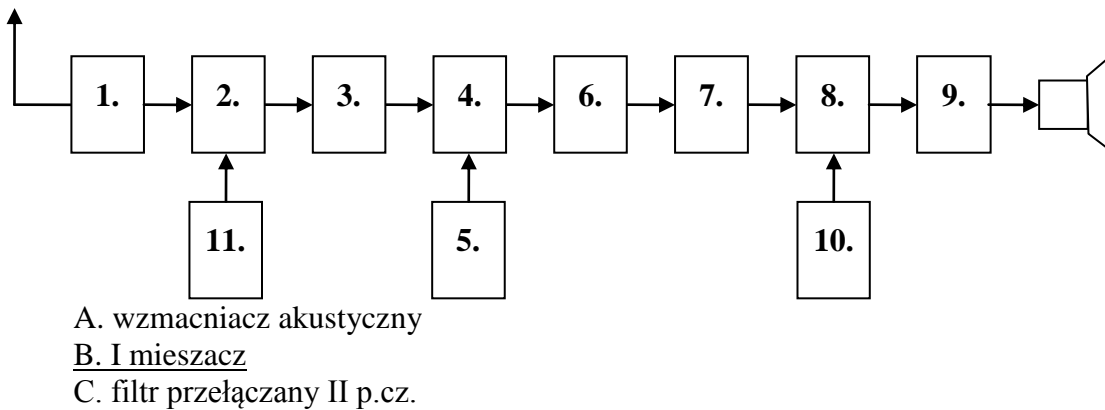 1. 2. 3. 4. 6. 7. 8. 9.
11. 5. 10.
A. wzmacniacz akustyczny
B. I mieszacz
C. filtr przełączany II p.cz.